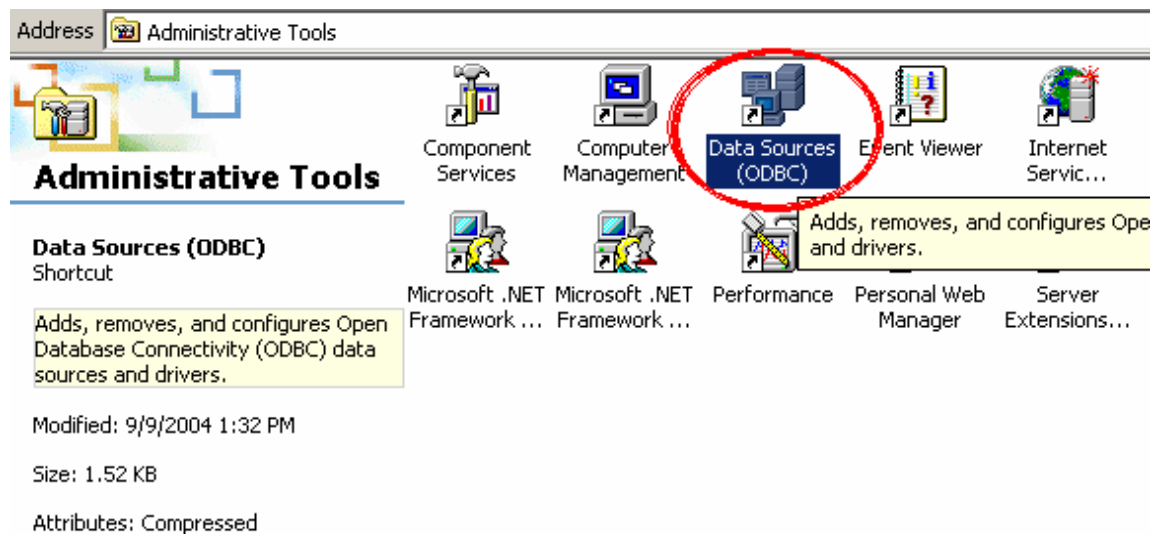 Address Administrative Tools
Administrative Tools
Data Sources (ODBC)
Shortcut
Adds, removes, and configures Open
Database Connectivity (ODBC) data
sources and drivers.
Modified: 9/9/2004 1:32 PM
Size: 1.52 KB
Attributes: Compressed
Component
Services
Computer
Management
Data Sources
(ODBC)
Event Viewer
Internet
Servic...
Microsoft .NET
Framework ...
Microsoft .NET
Framework ...
Performance
Personal Web
Manager
Server
Extensions...
Adds, removes, and configures Ope
and drivers.